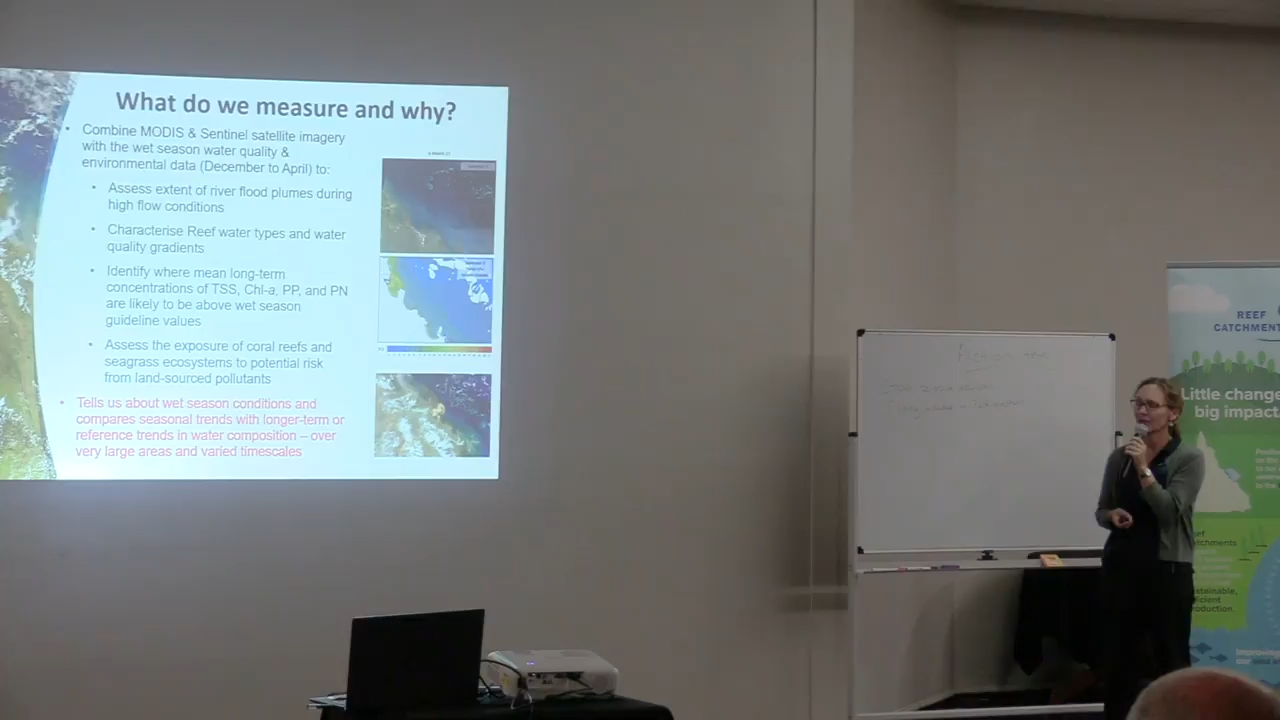 What do we measure and why?
• Combine MODIS & Sentinel satellite imagery
with the wet season water quality &
environmental data (December to April) to:
• Assess extent of river flood plumes during
high flow conditions
• Characterise Reef water types and water
quality gradients
• Identify where mean long-term
concentrations of TSS, Chl-a, PP, and PN
are likely to be above wet season
guideline values
• Assess the exposure of coral reefs and
seagrass ecosystems to potential risk
from land-sourced pollutants
• Tells us about wet season conditions and
compares seasonal trends with longer-term or
reference trends in water composition – over
very large areas and varied timescales
REEF
CATCHMENT
Little change
big impact